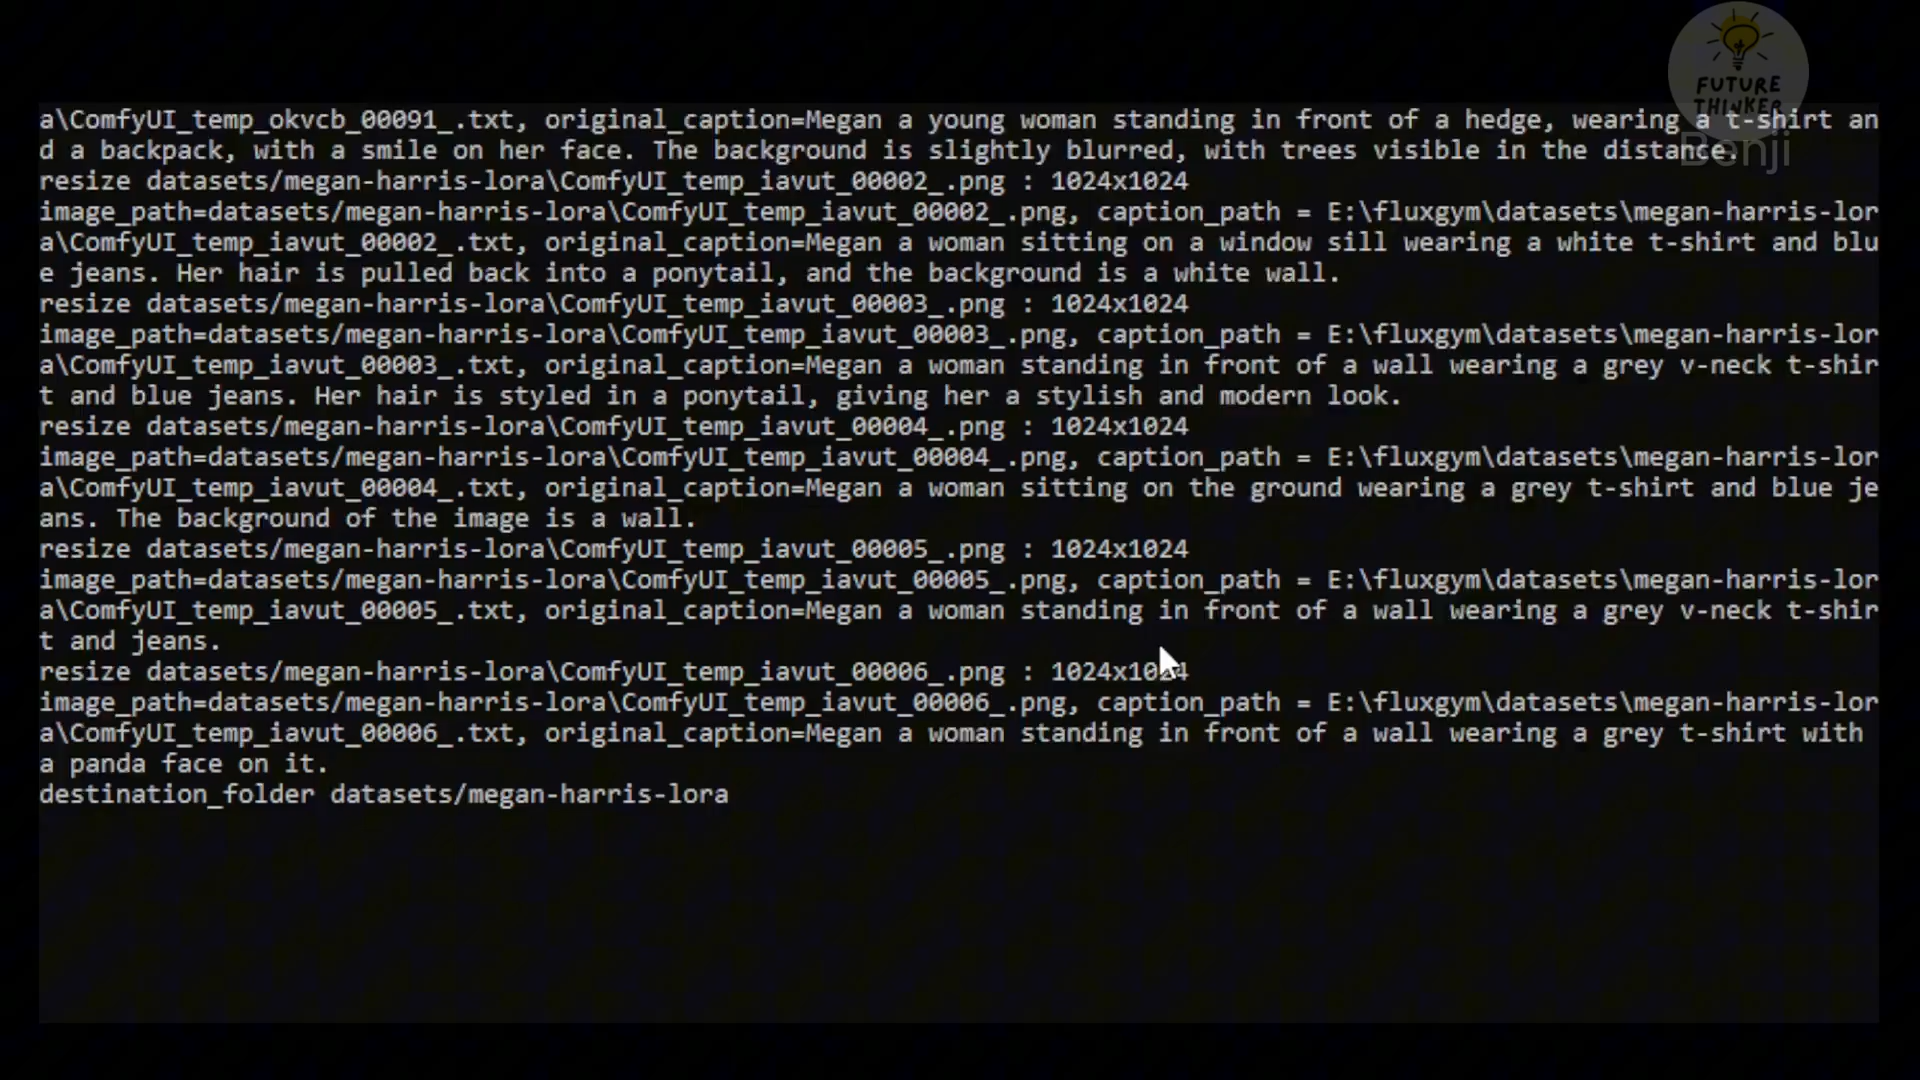 FUTURE
THINKER
Benji
a\ComfyUI_temp_okvcb_00091_.txt, original_caption=Megan a young woman standing in front of a hedge, wearing a t-shirt an
d a backpack, with a smile on her face. The background is slightly blurred, with trees visible in the distance.
resize datasets/megan-harris-lora\ComfyUI_temp_iavut_00002_.png : 1024x1024
image_path=datasets/megan-harris-lora\ComfyUI_temp_iavut_00002_.png, caption_path = E:\fluxgym\datasets\megan-harris-lor
a\ComfyUI_temp_iavut_00002_.txt, original_caption=Megan a woman sitting on a window sill wearing a white t-shirt and blu
e jeans. Her hair is pulled back into a ponytail, and the background is a white wall.
resize datasets/megan-harris-lora\ComfyUI_temp_iavut_00003_.png : 1024x1024
image_path=datasets/megan-harris-lora\ComfyUI_temp_iavut_00003_.png, caption_path = E:\fluxgym\datasets\megan-harris-lor
a\ComfyUI_temp_iavut_00003_.txt, original_caption=Megan a woman standing in front of a wall wearing a grey v-neck t-shir
t and blue jeans. Her hair is styled in a ponytail, giving her a stylish and modern look.
resize datasets/megan-harris-lora\ComfyUI_temp_iavut_00004_.png : 1024x1024
image_path=datasets/megan-harris-lora\ComfyUI_temp_iavut_00004_.png, caption_path = E:\fluxgym\datasets\megan-harris-lor
a\ComfyUI_temp_iavut_00004_.txt, original_caption=Megan a woman sitting on the ground wearing a grey t-shirt and blue je
ans. The background of the image is a wall.
resize datasets/megan-harris-lora\ComfyUI_temp_iavut_00005_.png : 1024x1024
image_path=datasets/megan-harris-lora\ComfyUI_temp_iavut_00005_.png, caption_path = E:\fluxgym\datasets\megan-harris-lor
a\ComfyUI_temp_iavut_00005_.txt, original_caption=Megan a woman standing in front of a wall wearing a grey v-neck t-shir
t and jeans.
resize datasets/megan-harris-lora\ComfyUI_temp_iavut_00006_.png : 1024x1024
image_path=datasets/megan-harris-lora\ComfyUI_temp_iavut_00006_.png, caption_path = E:\fluxgym\datasets\megan-harris-lor
a\ComfyUI_temp_iavut_00006_.txt, original_caption=Megan a woman standing in front of a wall wearing a grey t-shirt with
a panda face on it.
destination_folder datasets/megan-harris-lora